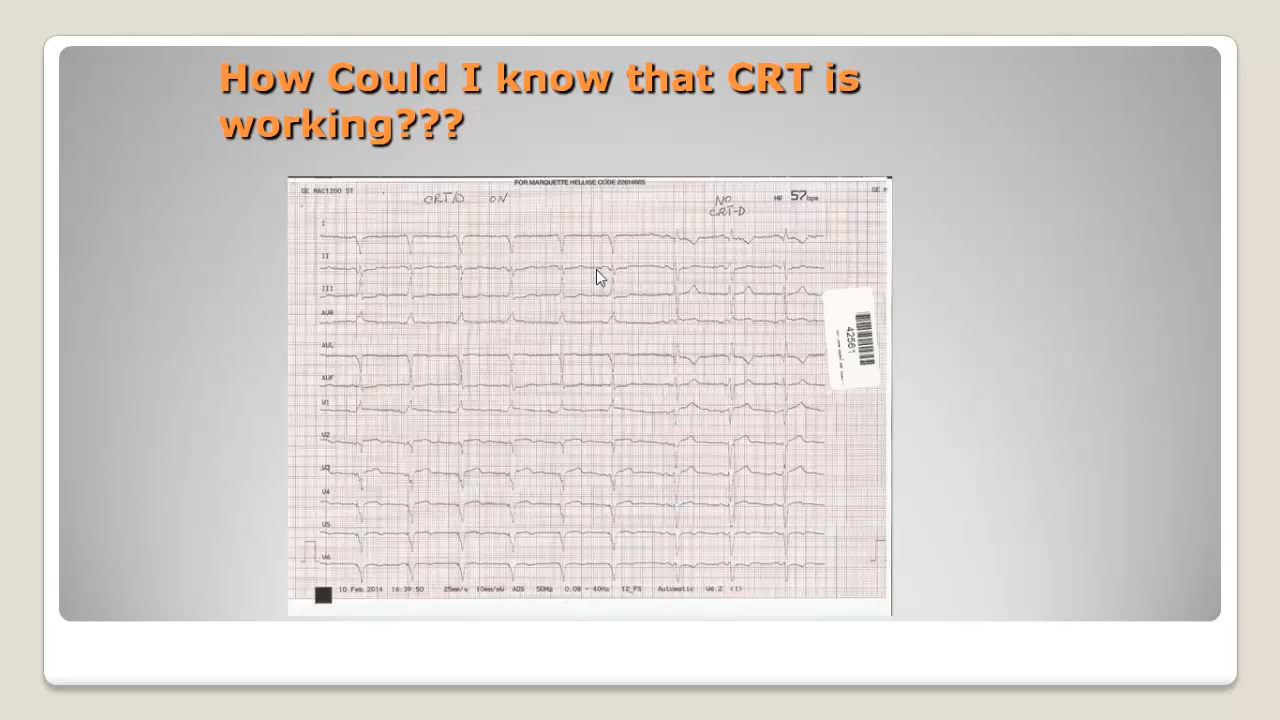 How Could I know that CRT is
working???
FOR MARQUETTE HELLIGE CODE 22618605
GE MAC1200 ST
CRT/D ON
NO
CRT-D
HR 57bpm
I
II
III
AVR
AVL
AVF
V1
V2
V3
V4
V5
V6
42561
10.Feb.2014 16:39:50 25mm/s 10mm/mV ADS 50Hz 0.08 - 40Hz 12_FS Automatic V6.2 (1)